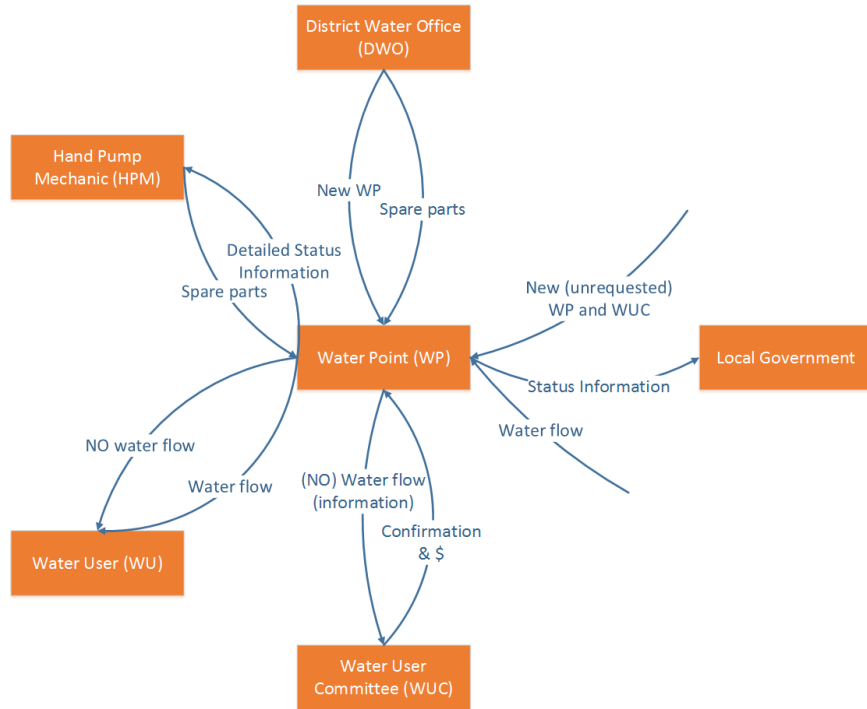 District Water Office
(DWO)
Hand Pump
Mechanic (HPM)
New WP
Spare parts
Detailed Status
Information
Spare parts
New (unrequested)
WP and WUC
Water Point (WP)
Local Government
Status Information
Water flow
NO water flow
Water flow
(NO) Water flow
(information)
Confirmation
& $
Water User (WU)
Water User
Committee (WUC)